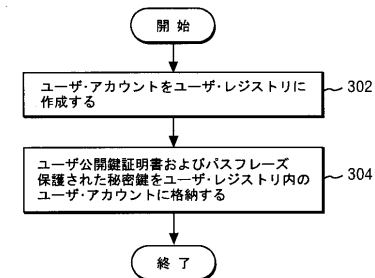 開 始
ユーザ・アカウントをユーザ・レジストリに
作成する
302
ユーザ公開鍵証明書およびパスフレーズ
保護された秘密鍵をユーザ・レジストリ内の
ユーザ・アカウントに格納する
304
終 了